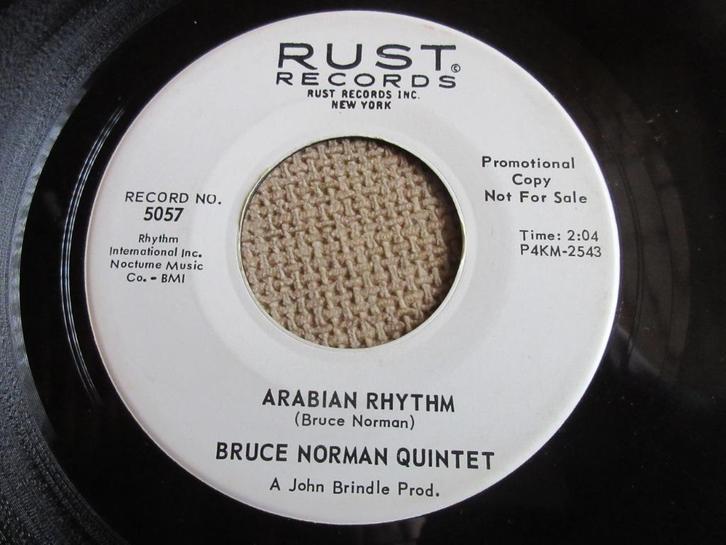 RUST©
RECORDS
RUST RECORDS INC.
NEW YORK
Promotional
Copy
Not For Sale
RECORD NO.
5057
Time: 2:04
P4KM-2543
Rhythm
International Inc.
Nocturne Music
Co. - BMI
ARABIAN RHYTHM
(Bruce Norman)
BRUCE NORMAN QUINTET
A John Brindle Prod.